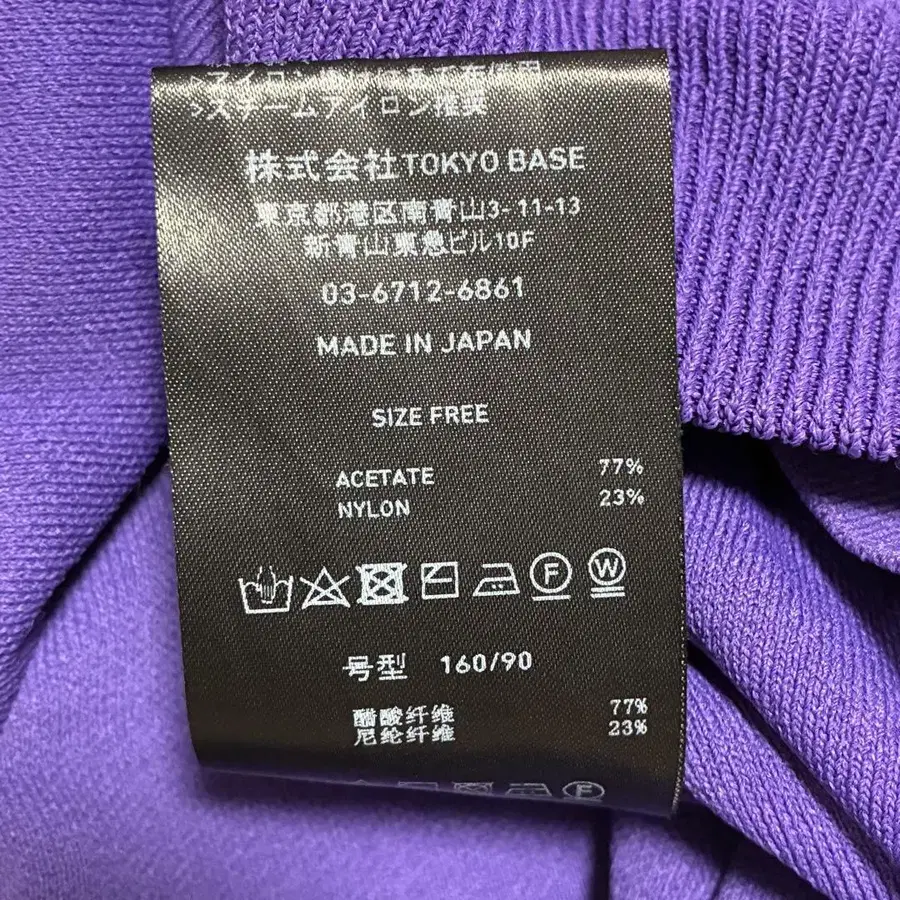 >スチームアイロン推奨
株式会社TOKYO BASE
東京都港区南青山3-11-13
新青山東急ビル10F
03-6712-6861
MADE IN JAPAN
SIZE FREE
ACETATE 77%
NYLON 23%
F W
号型 160/90
醋酸纤维 77%
尼纶纤维 23%
F